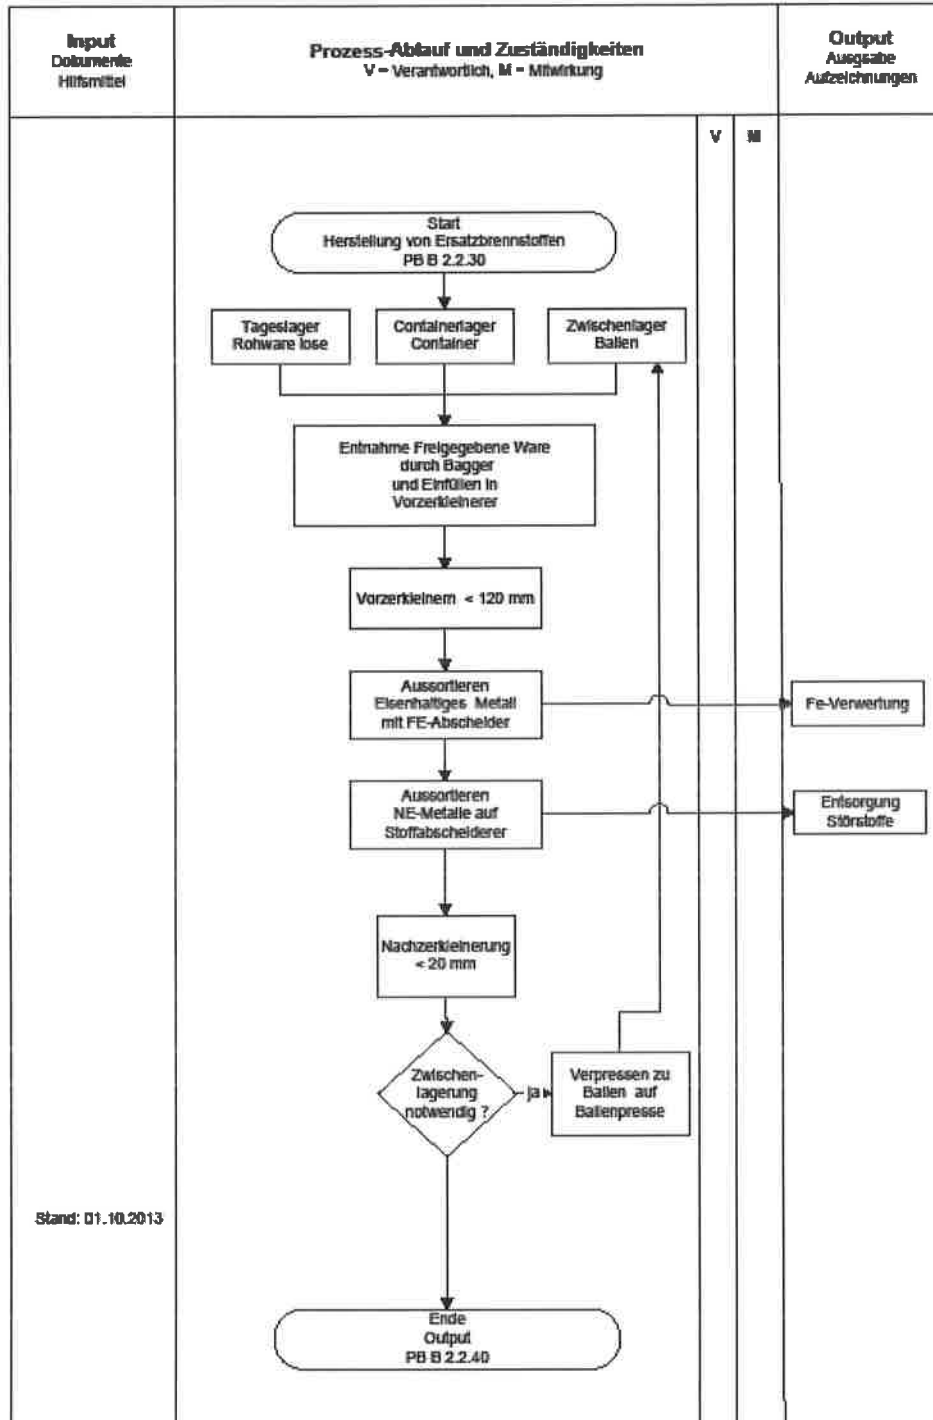 Input
Dokumente
Hilfsmittel
Prozess-Ablauf und Zuständigkeiten
V = Verantwortlich, M = Mitwirkung
Output
Ausgsabe
Aufzeichnungen
V
M
Start
Herstellung von Ersatzbrennstoffen
PB B 2.2.30
Tageslager
Rohware lose
Containerlager
Container
Zwischenlager
Ballen
Entnahme Freigegebene Ware
durch Bagger
und Einfüllen in
Vorzerkleinerer
Vorzerkleinern < 120 mm
Aussortieren
Eisenhaltiges Metall
mit FE-Abscheider
Fe-Verwertung
Aussortieren
NE-Metalle auf
Stoffabscheiderer
Entsorgung
Störstoffe
Nachzerkleinerung
< 20 mm
Zwischen-
lagerung
notwendig ?
ja
Verpressen zu
Ballen auf
Ballenpresse
Stand: 01.10.2013
Ende
Output
PB B 2.2.40